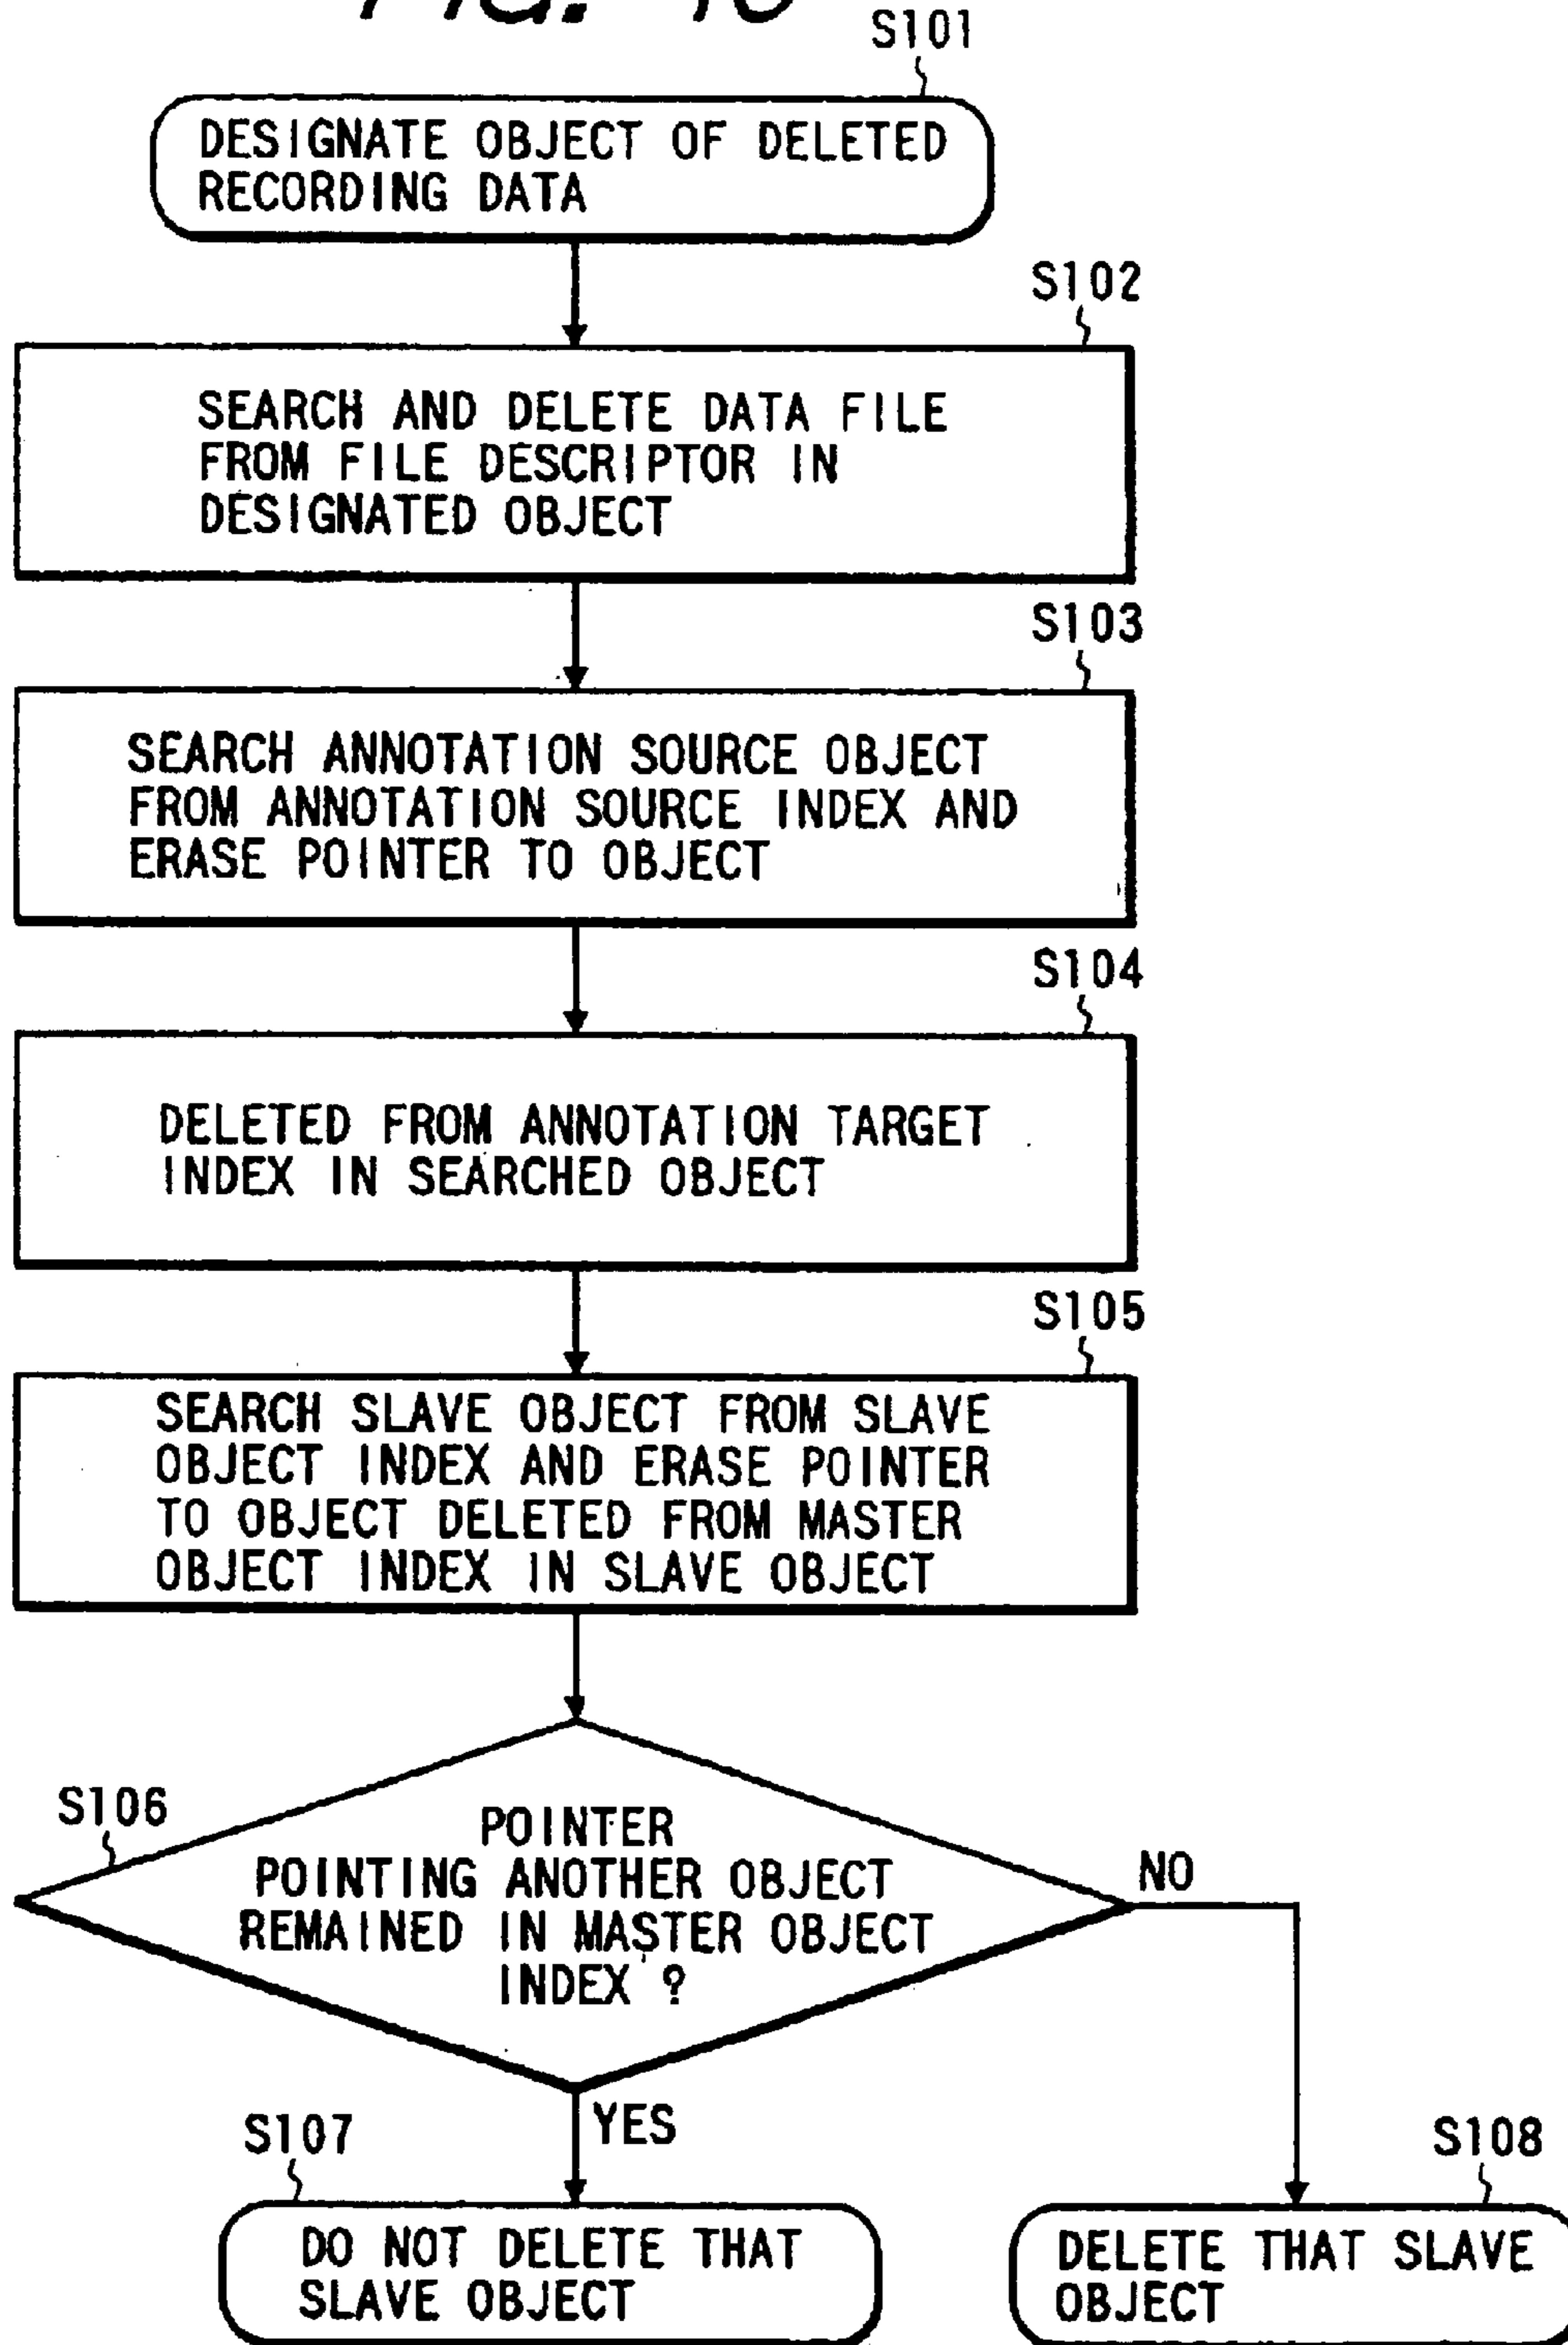 S101
DESIGNATE OBJECT OF DELETED
RECORDING DATA
S102
SEARCH AND DELETE DATA FILE
FROM FILE DESCRIPTOR IN
DESIGNATED OBJECT
S103
SEARCH ANNOTATION SOURCE OBJECT
FROM ANNOTATION SOURCE INDEX AND
ERASE POINTER TO OBJECT
S104
DELETED FROM ANNOTATION TARGET
INDEX IN SEARCHED OBJECT
S105
SEARCH SLAVE OBJECT FROM SLAVE
OBJECT INDEX AND ERASE POINTER
TO OBJECT DELETED FROM MASTER
OBJECT INDEX IN SLAVE OBJECT
S106
POINTER
POINTING ANOTHER OBJECT
REMAINED IN MASTER OBJECT
INDEX ?
NO
YES
S107
DO NOT DELETE THAT
SLAVE OBJECT
S108
DELETE THAT SLAVE
OBJECT